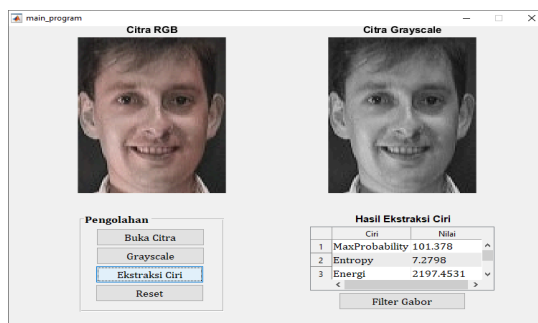 main_program
Citra RGB
Citra Grayscale
Pengolahan
Buka Citra
Grayscale
Ekstraksi Ciri
Reset
Hasil Ekstraksi Ciri
Ciri Nilai
1 MaxProbability 101.378
2 Entropy 7.2798
3 Energi 2197.4531
Filter Gabor